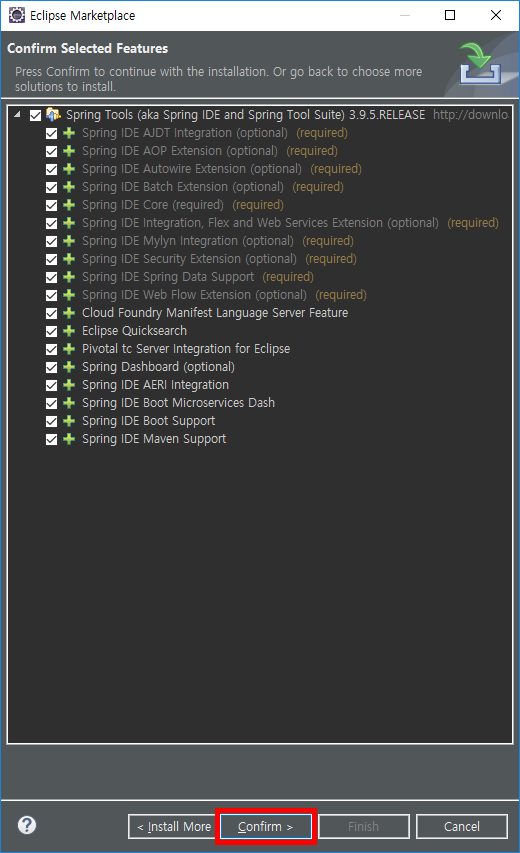 Eclipse Marketplace
Confirm Selected Features
Press Confirm to continue with the installation. Or go back to choose more
solutions to install.
Spring Tools (aka Spring IDE and Spring Tool Suite) 3.9.5.RELEASE http://downlo
Spring IDE AJDT Integration (optional) (required)
Spring IDE AOP Extension (optional) (required)
Spring IDE Autowire Extension (optional) (required)
Spring IDE Batch Extension (optional) (required)
Spring IDE Core (required) (required)
Spring IDE Integration, Flex and Web Services Extension (optional) (required)
Spring IDE Mylyn Integration (optional) (required)
Spring IDE Security Extension (optional) (required)
Spring IDE Spring Data Support (required)
Spring IDE Web Flow Extension (optional) (required)
Cloud Foundry Manifest Language Server Feature
Eclipse Quicksearch
Pivotal tc Server Integration for Eclipse
Spring Dashboard (optional)
Spring IDE AERI Integration
Spring IDE Boot Microservices Dash
Spring IDE Boot Support
Spring IDE Maven Support
? < Install More Confirm > Finish Cancel